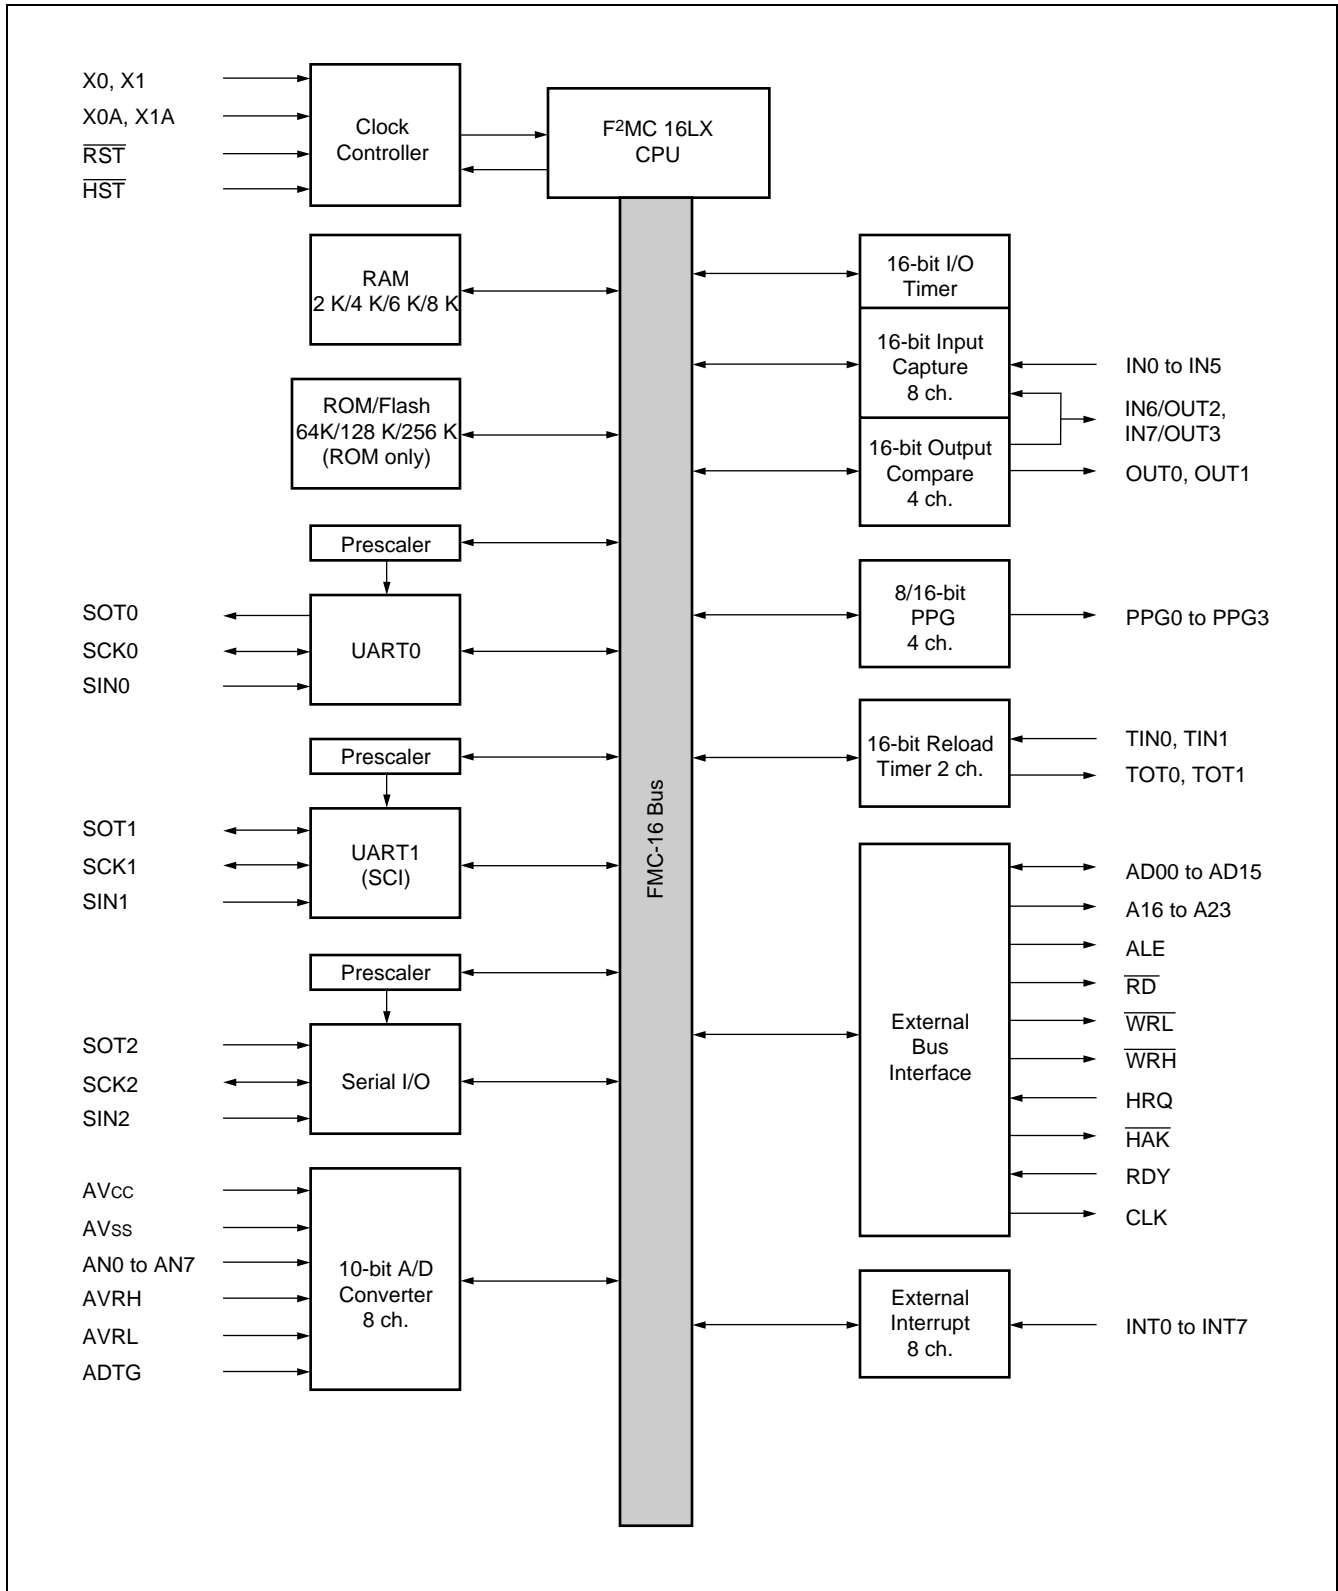 X0, X1
X0A, X1A
RST
HST
Clock
Controller
F2MC 16LX
CPU
RAM
2 K/4 K/6 K/8 K
ROM/Flash
64K/128 K/256 K
(ROM only)
Prescaler
SOT0
SCK0
SIN0
UART0
Prescaler
SOT1
SCK1
SIN1
UART1
(SCI)
Prescaler
SOT2
SCK2
SIN2
Serial I/O
AVCC
AVSS
AN0 to AN7
AVRH
AVRL
ADTG
10-bit A/D
Converter
8 ch.
FMC-16 Bus
16-bit I/O
Timer
16-bit Input
Capture
8 ch.
16-bit Output
Compare
4 ch.
IN0 to IN5
IN6/OUT2,
IN7/OUT3
OUT0, OUT1
8/16-bit
PPG
4 ch.
PPG0 to PPG3
16-bit Reload
Timer 2 ch.
TIN0, TIN1
TOT0, TOT1
External
Bus
Interface
AD00 to AD15
A16 to A23
ALE
RD
WRL
WRH
HRQ
HAK
RDY
CLK
External
Interrupt
8 ch.
INT0 to INT7